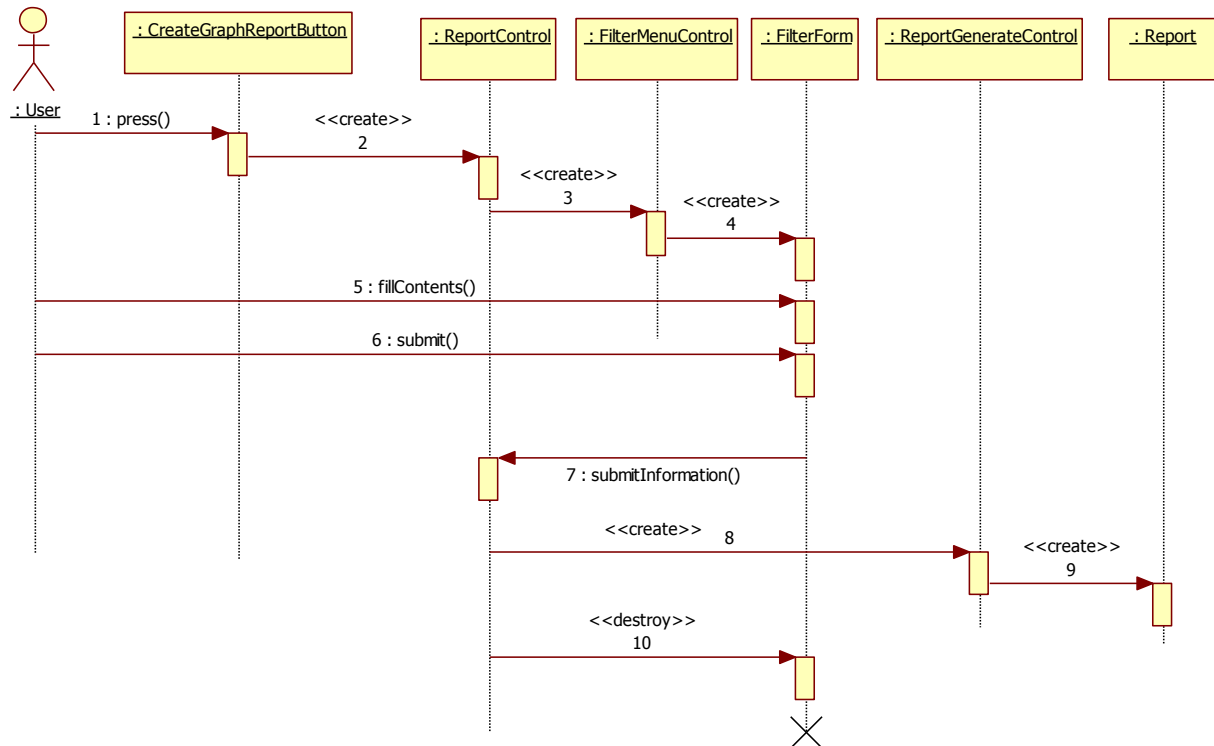 : CreateGraphReportButton
: ReportControl
: FilterMenuControl
: FilterForm
: ReportGenerateControl
: Report
: User
1 : press()
<<create>>
2
<<create>>
3
<<create>>
4
5 : fillContents()
6 : submit()
7 : submitInformation()
<<create>>
8
<<create>>
9
<<destroy>>
10